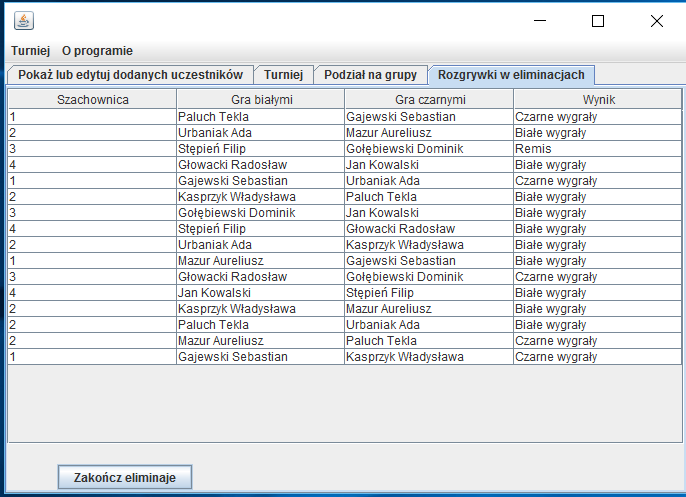 Turniej O programie
Pokaż lub edytuj dodanych uczestników Turniej Podział na grupy Rozgrywki w eliminacjach
Szachownica Gra białymi Gra czarnymi Wynik
1 Paluch Tekla Gajewski Sebastian Czarne wygrały
2 Urbaniak Ada Mazur Aureliusz Białe wygrały
3 Stępień Filip Gołębiewski Dominik Remis
4 Głowacki Radosław Jan Kowalski Białe wygrały
1 Gajewski Sebastian Urbaniak Ada Czarne wygrały
2 Kasprzyk Władysława Paluch Tekla Białe wygrały
3 Gołębiewski Dominik Jan Kowalski Białe wygrały
4 Stępień Filip Głowacki Radosław Białe wygrały
2 Urbaniak Ada Kasprzyk Władysława Białe wygrały
1 Mazur Aureliusz Gajewski Sebastian Białe wygrały
3 Głowacki Radosław Gołębiewski Dominik Czarne wygrały
4 Jan Kowalski Stępień Filip Białe wygrały
2 Kasprzyk Władysława Mazur Aureliusz Białe wygrały
2 Paluch Tekla Urbaniak Ada Białe wygrały
2 Mazur Aureliusz Paluch Tekla Czarne wygrały
1 Gajewski Sebastian Kasprzyk Władysława Czarne wygrały
Zakończ eliminaje